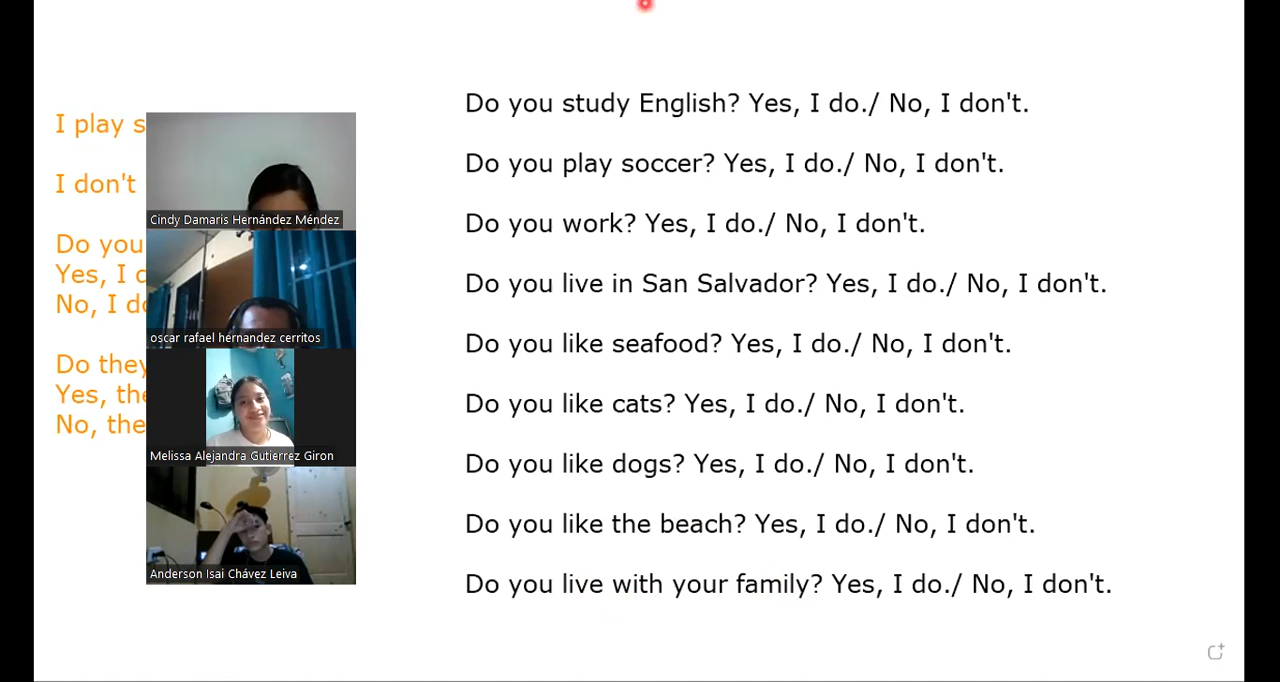 I play s
I don't
Do you
Yes, I d
No, I do
Do they
Yes, the
No, the
Cindy Damaris Hernández Méndez
oscar rafael hernandez cerritos
Melissa Alejandra Gutierrez Giron
Anderson Isai Chávez Leiva
Do you study English? Yes, I do./ No, I don't.
Do you play soccer? Yes, I do./ No, I don't.
Do you work? Yes, I do./ No, I don't.
Do you live in San Salvador? Yes, I do./ No, I don't.
Do you like seafood? Yes, I do./ No, I don't.
Do you like cats? Yes, I do./ No, I don't.
Do you like dogs? Yes, I do./ No, I don't.
Do you like the beach? Yes, I do./ No, I don't.
Do you live with your family? Yes, I do./ No, I don't.